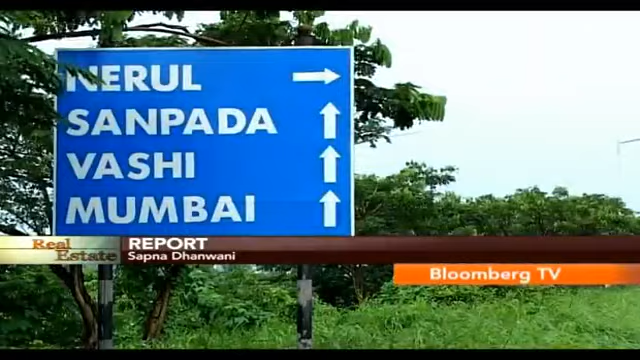 NERUL
SANPADA
VASHI
MUMBAI
Real Estate
REPORT
Sapna Dhanwani
Bloomberg TV